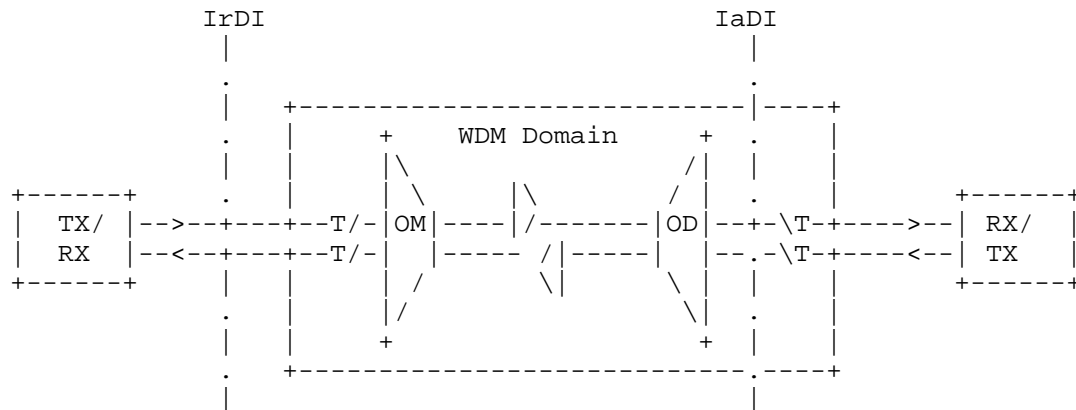 IrDI IaDI
WDM Domain
TX/ T/ OM OD \T RX/
RX T/ \T TX